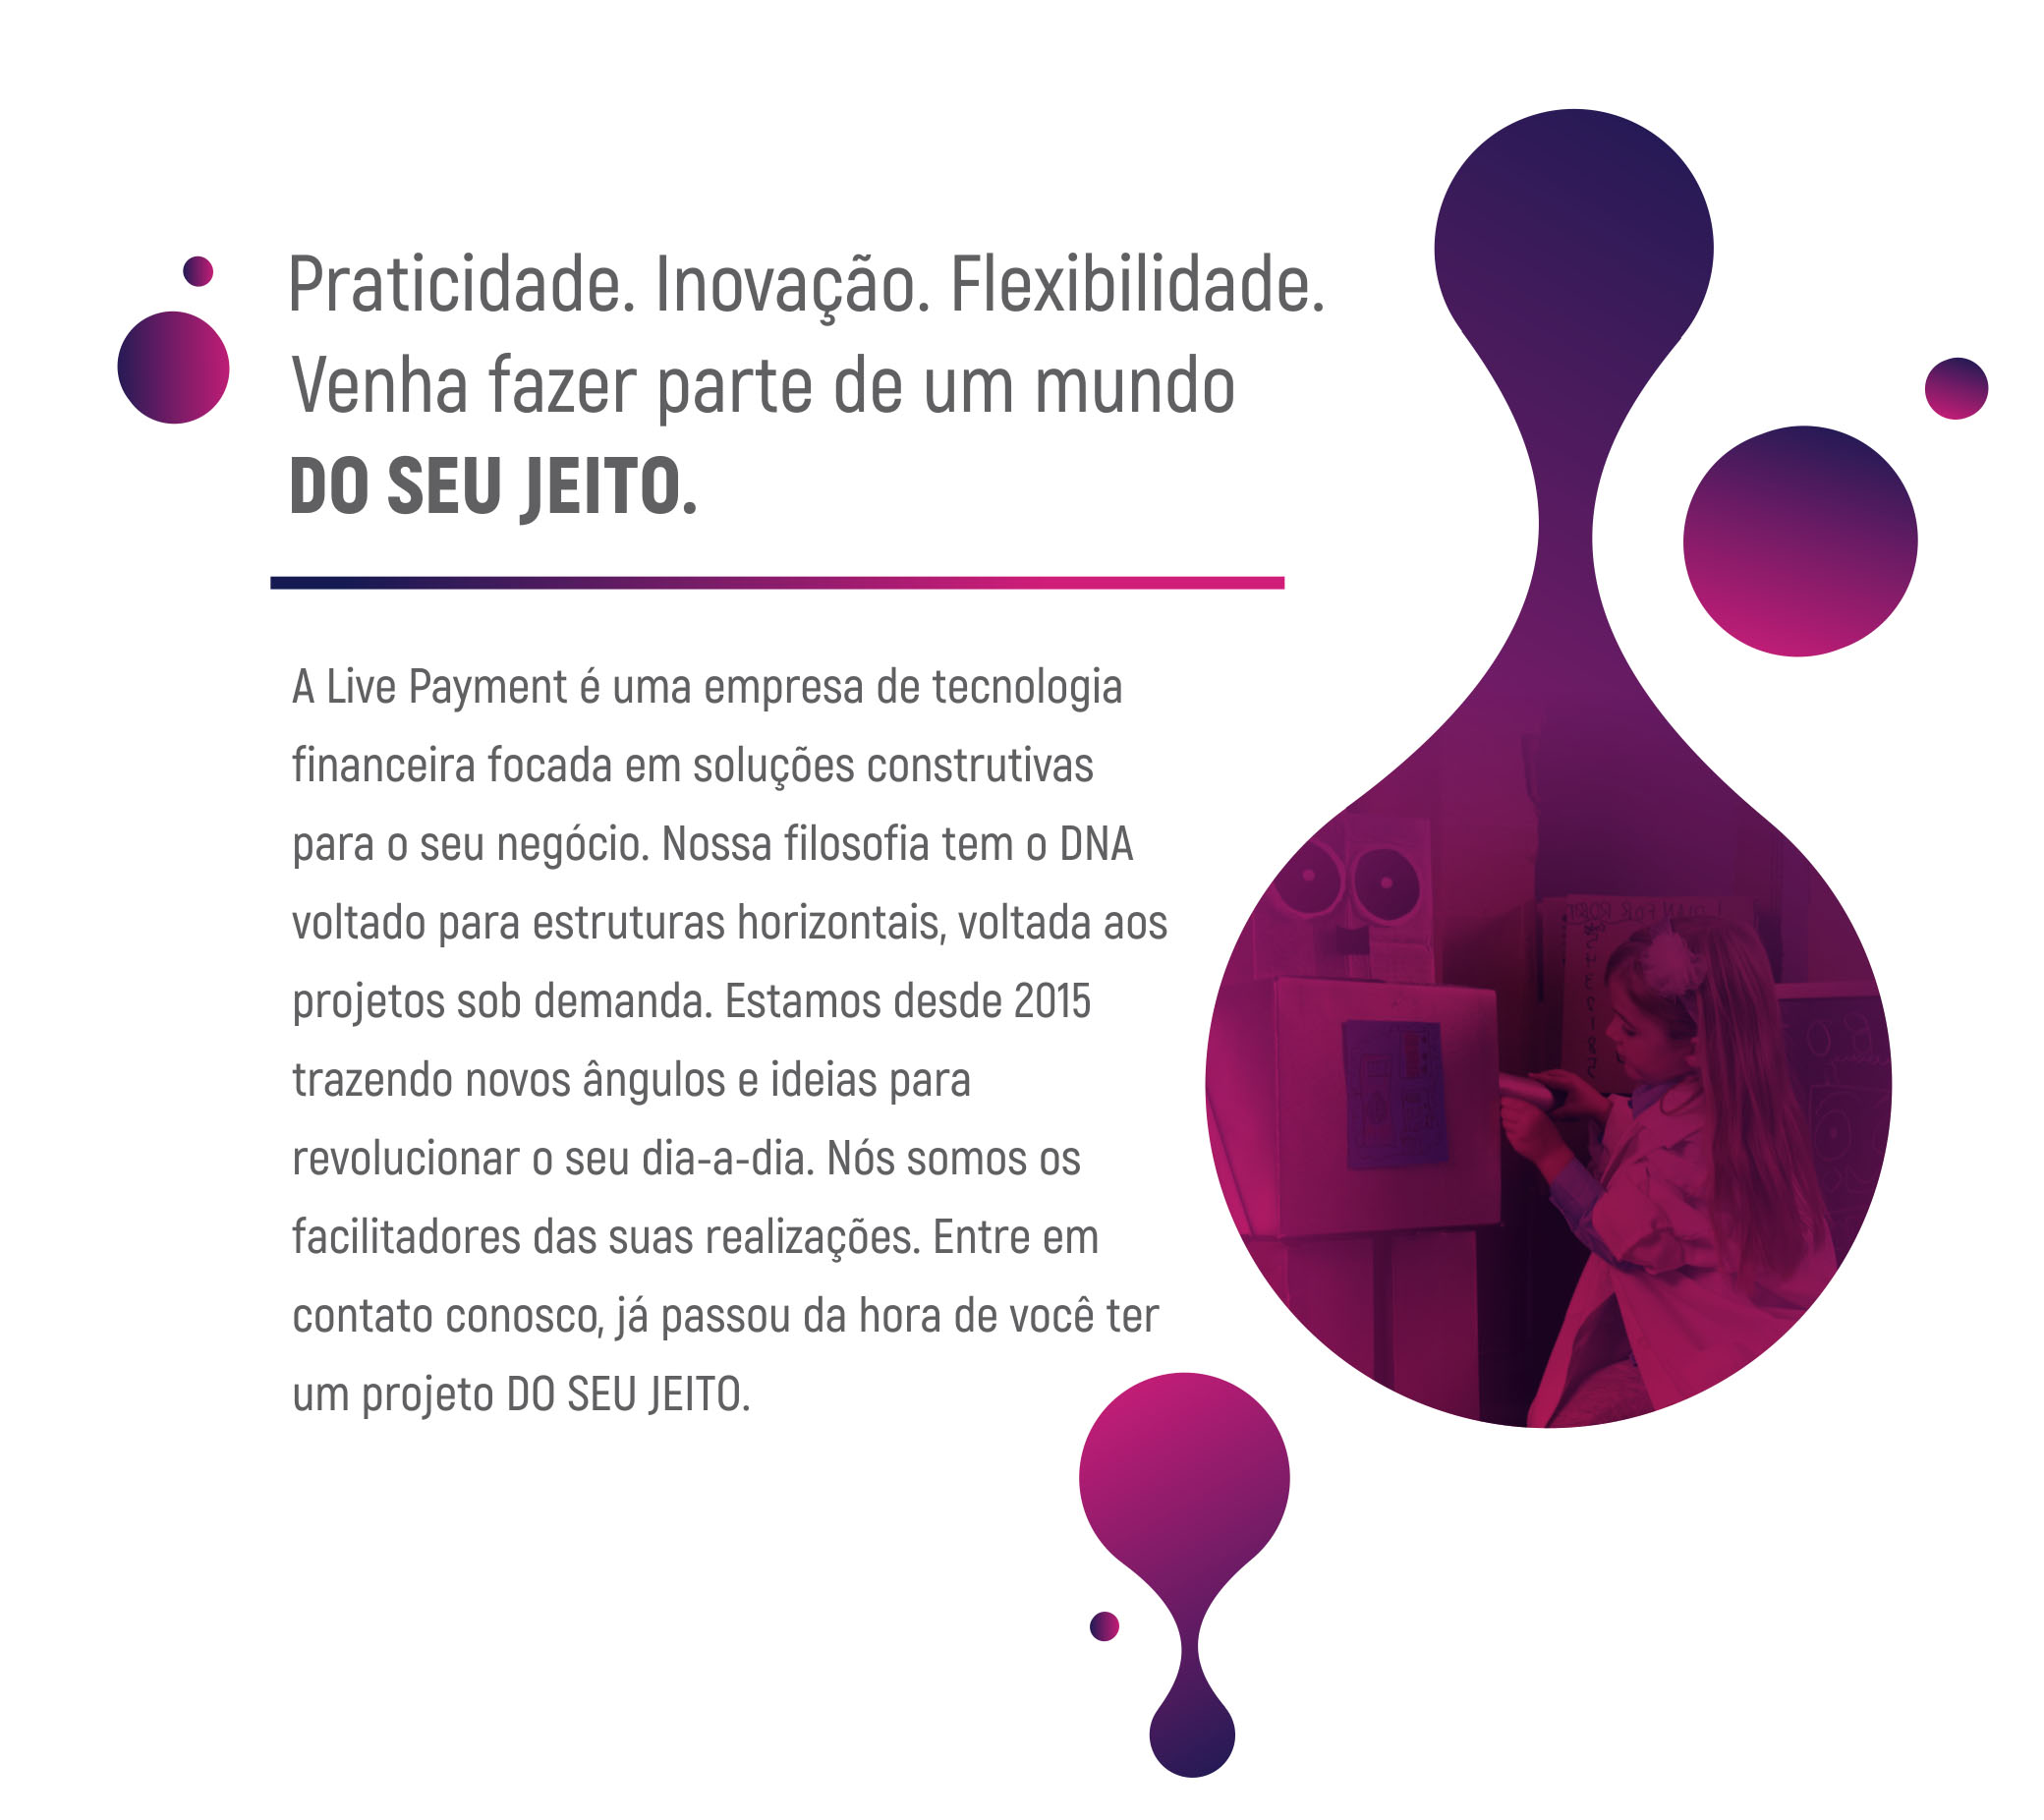 Praticidade. Inovação. Flexibilidade.
Venha fazer parte de um mundo
DO SEU JEITO.
A Live Payment é uma empresa de tecnologia
financeira focada em soluções construtivas
para o seu negócio. Nossa filosofia tem o DNA
voltado para estruturas horizontais, voltada aos
projetos sob demanda. Estamos desde 2015
trazendo novos ângulos e ideias para
revolucionar o seu dia-a-dia. Nós somos os
facilitadores das suas realizações. Entre em
contato conosco, já passou da hora de você ter
um projeto DO SEU JEITO.